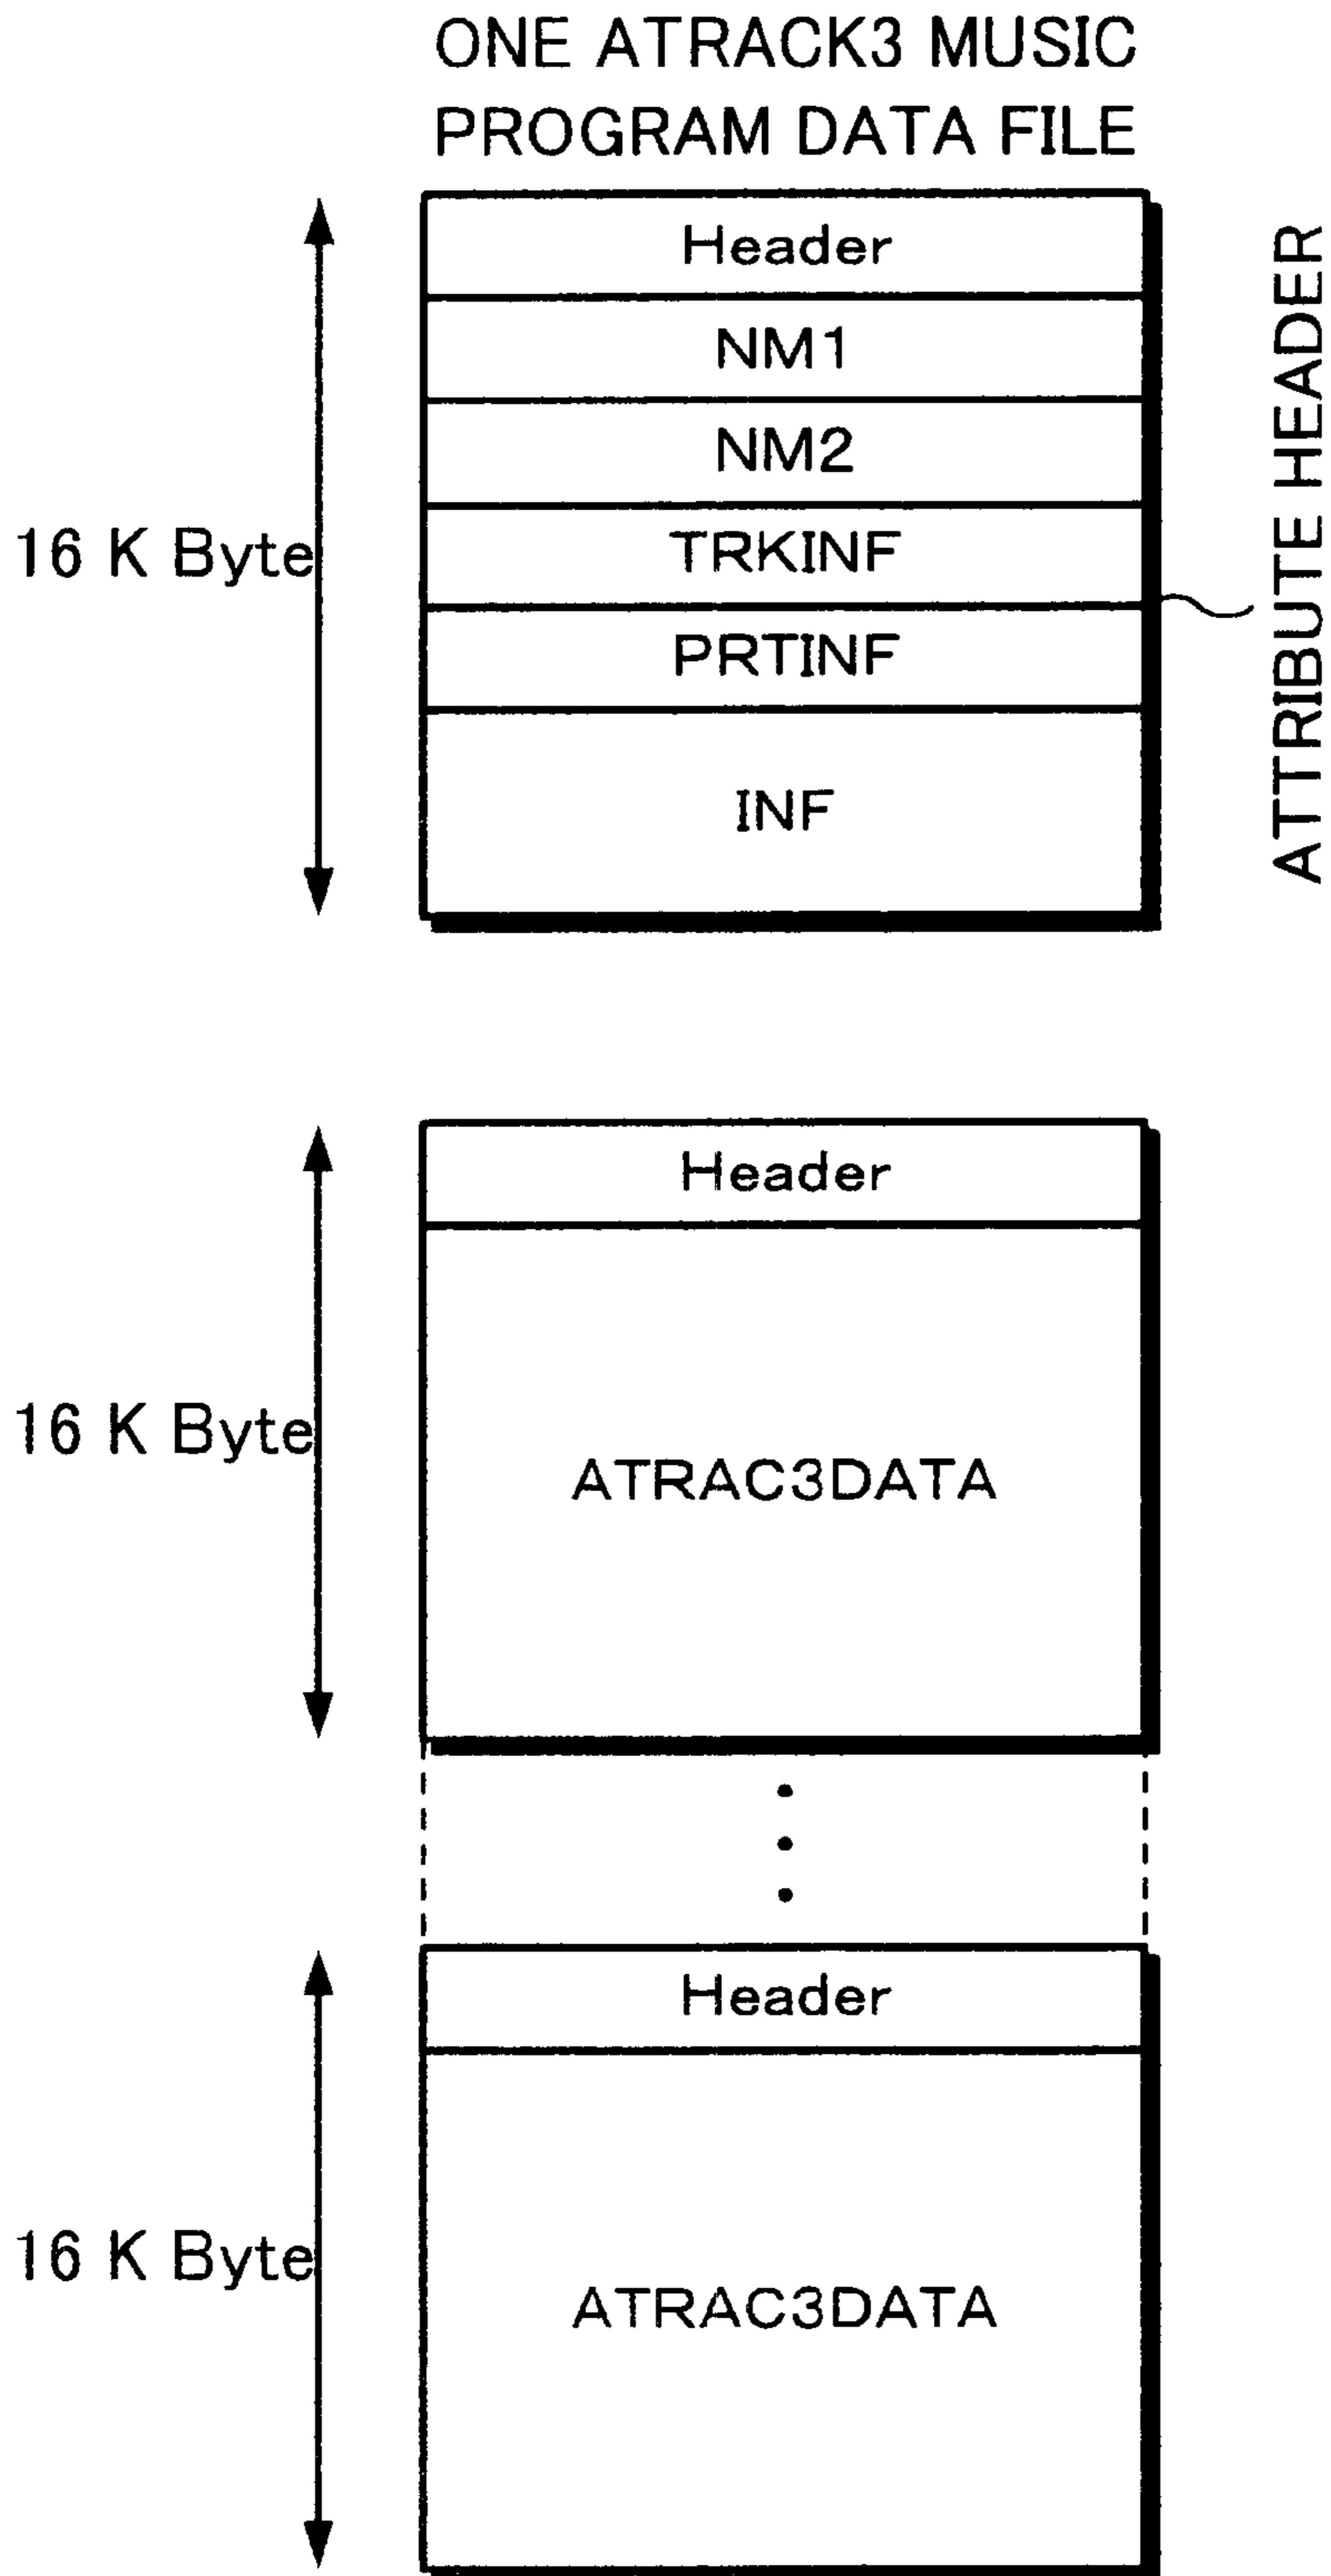 ONE ATRACK3 MUSIC
PROGRAM DATA FILE
Header
NM1
NM2
TRKINF
PRTINF
INF
16 K Byte
ATTRIBUTE HEADER
Header
ATRAC3DATA
16 K Byte
Header
ATRAC3DATA
16 K Byte